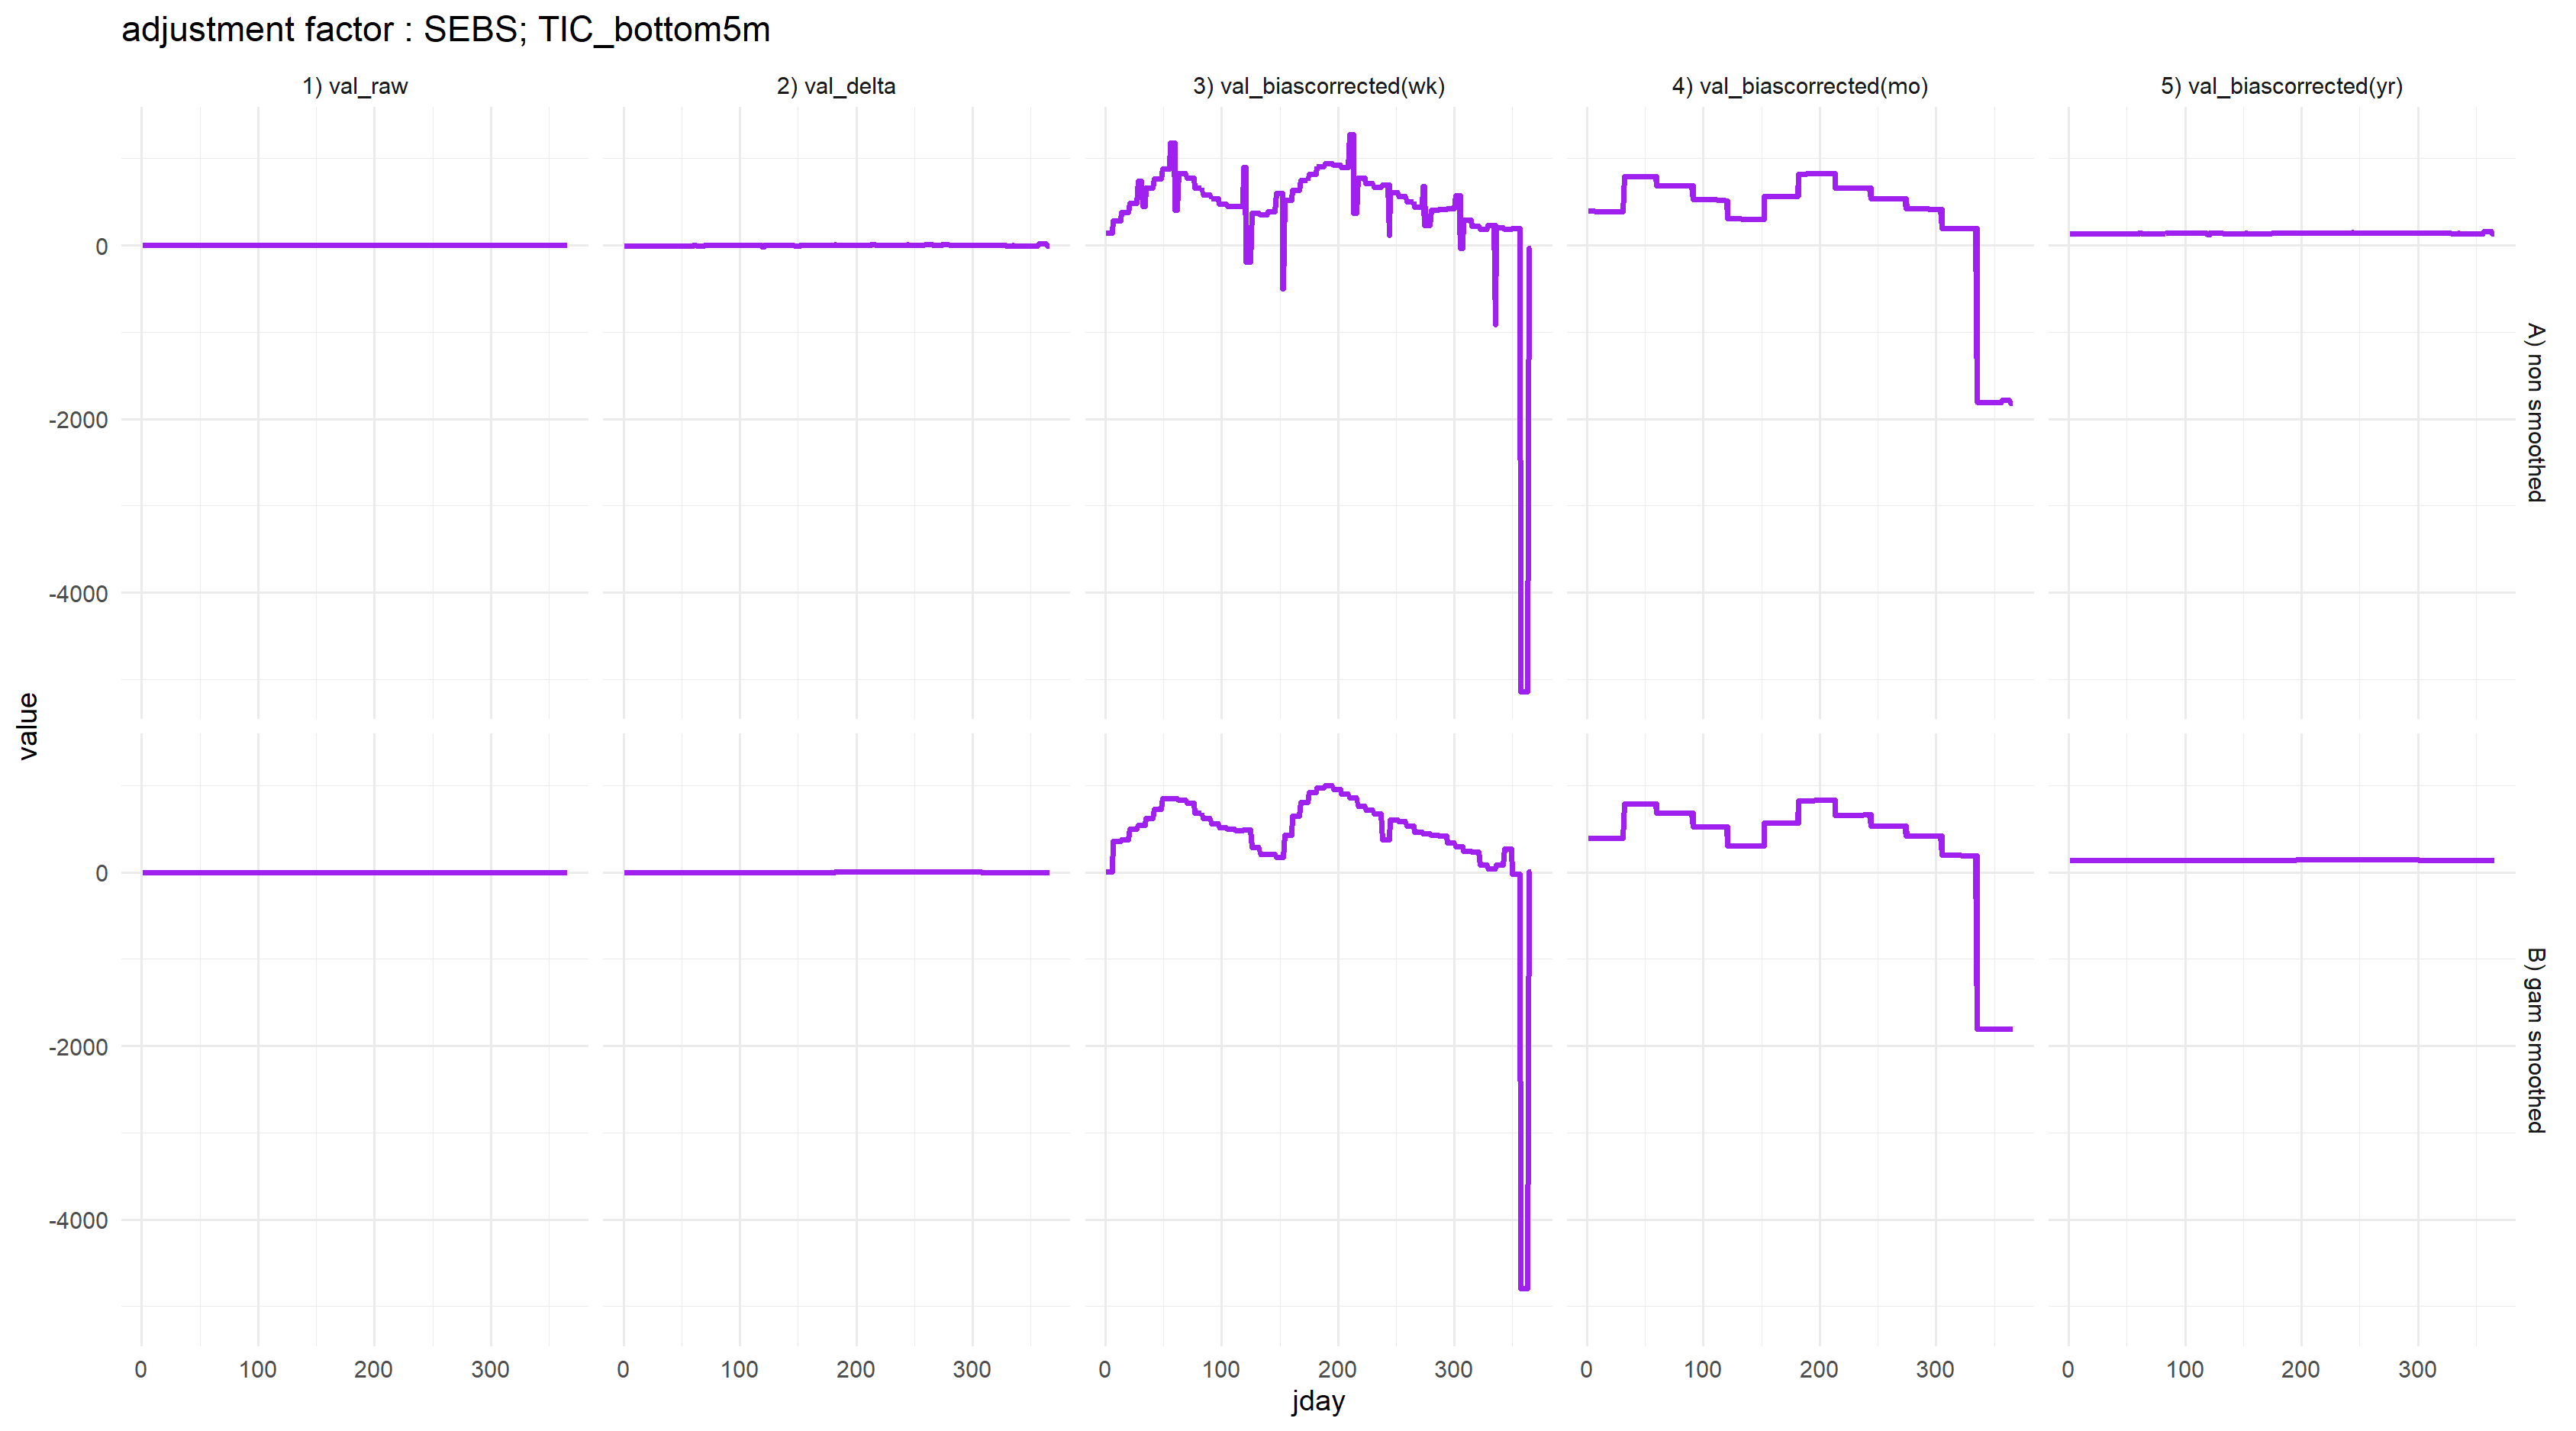 adjustment factor : SEBS; TIC_bottom5m
1) val_raw
2) val_delta
3) val_biascorrected(wk)
4) val_biascorrected(mo)
5) val_biascorrected(yr)
0
-2000
-4000
A) non smoothed
value
0
-2000
-4000
B) gam smoothed
0 100 200 300
0 100 200 300
0 100 200 300
0 100 200 300
0 100 200 300
jday